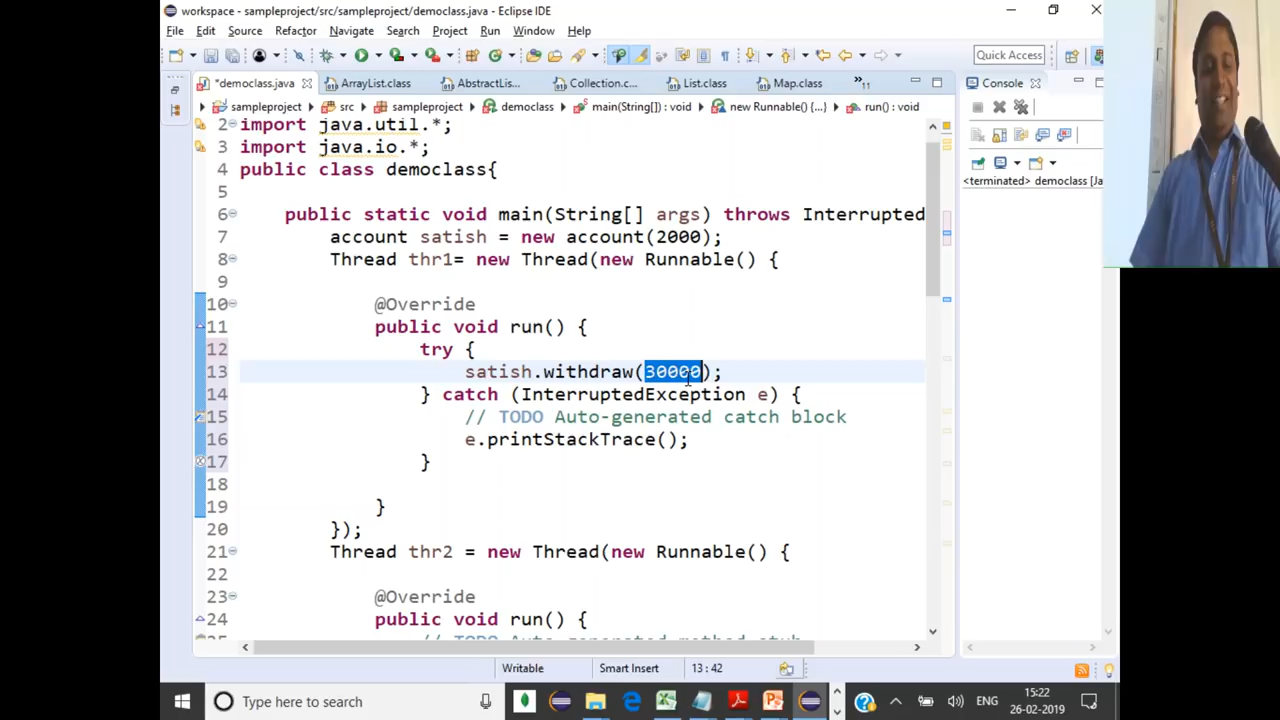 workspace - sampleproject/src/sampleproject/democlass.java - Eclipse IDE
File Edit Source Refactor Navigate Search Project Run Window Help
Quick Access
*democlass.java ArrayList.class AbstractLis... Collection.c... List.class Map.class »11
Console
sampleproject src sampleproject democlass main(String[]) : void new Runnable() {...} run() : void
<terminated> democlass [Ja
2 import java.util.*;
3 import java.io.*;
4 public class democlass{
5
6 public static void main(String[] args) throws Interrupted
7 account satish = new account(2000);
8 Thread thr1= new Thread(new Runnable() {
9
10 @Override
11 public void run() {
12 try {
13 satish.withdraw(30000);
14 } catch (InterruptedException e) {
15 // TODO Auto-generated catch block
16 e.printStackTrace();
17 }
18
19 }
20 });
21 Thread thr2 = new Thread(new Runnable() {
22
23 @Override
24 public void run() {
25 // TODO Auto-generated method stub
Writable Smart Insert 13 : 42
Type here to search
ENG
15:22
26-02-2019